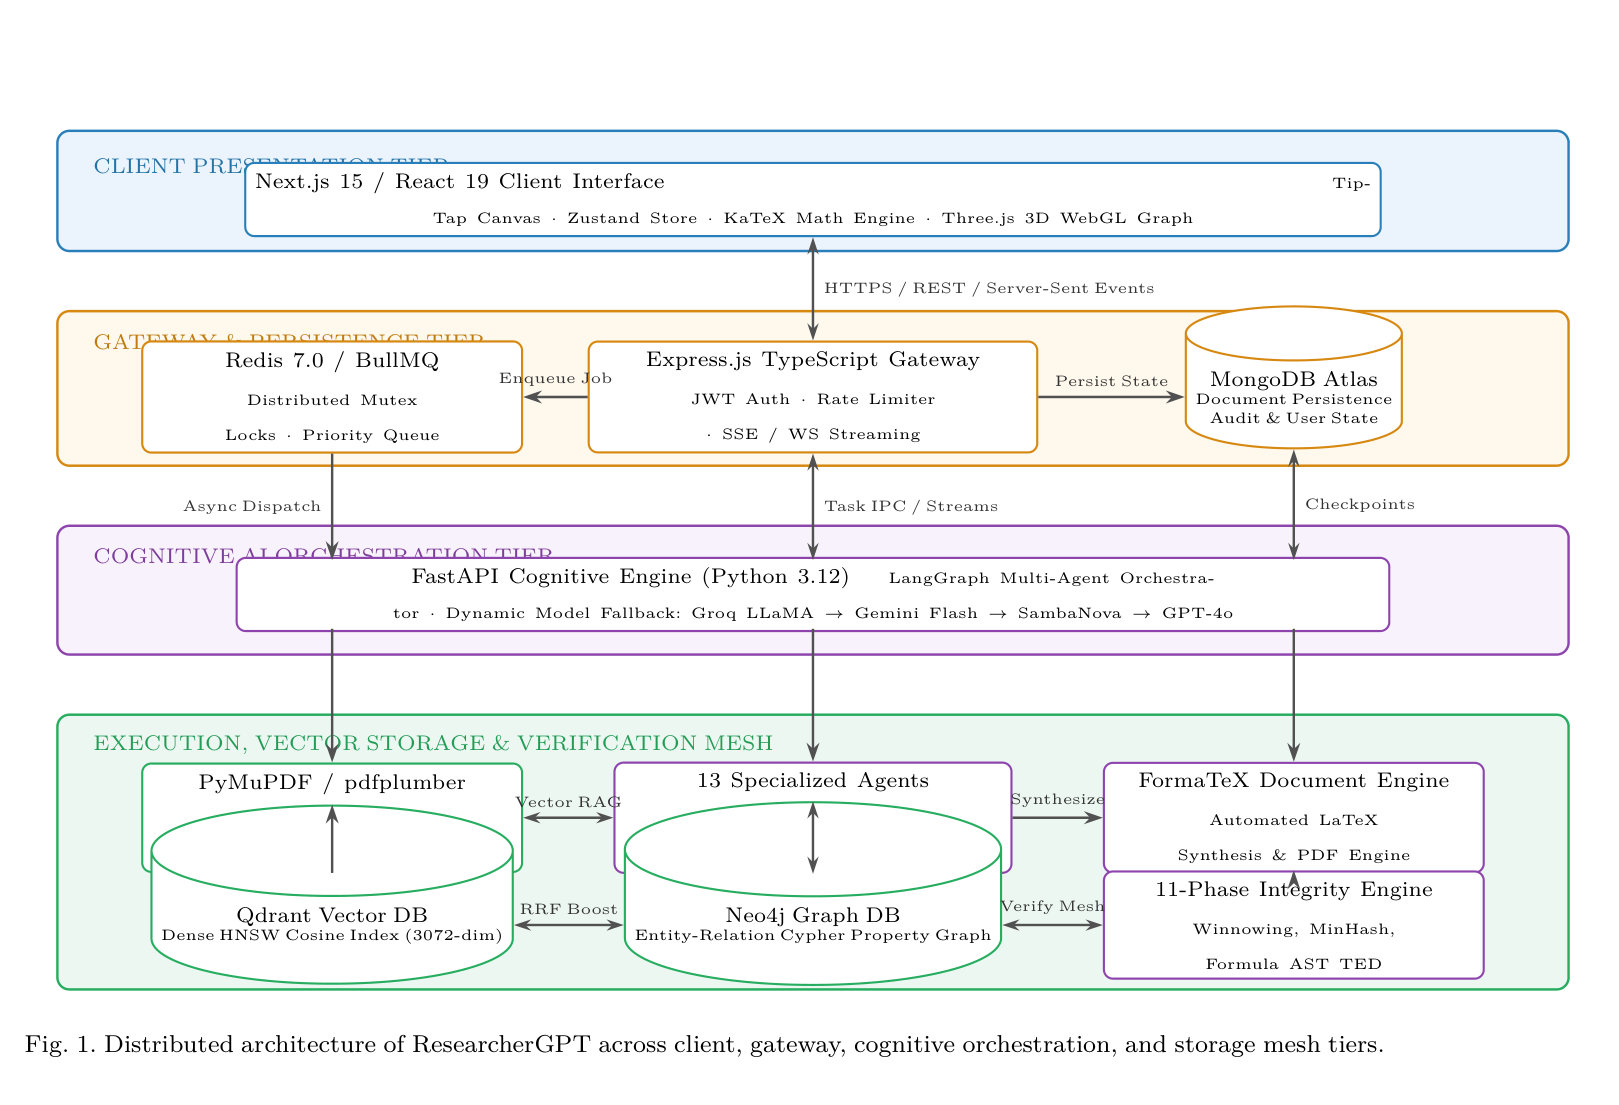 CLIENT PRESENTATION TIER
Next.js 15 / React 19 Client Interface Tip-
Tap Canvas · Zustand Store · KaTeX Math Engine · Three.js 3D WebGL Graph
HTTPS / REST / Server-Sent Events
GATEWAY & PERSISTENCE TIER
Redis 7.0 / BullMQ
Distributed Mutex
Locks · Priority Queue
Enqueue Job
Express.js TypeScript Gateway
JWT Auth · Rate Limiter
· SSE / WS Streaming
Persist State
MongoDB Atlas
Document Persistence
Audit & User State
Async Dispatch
Task IPC / Streams
Checkpoints
COGNITIVE AI ORCHESTRATION TIER
FastAPI Cognitive Engine (Python 3.12) LangGraph Multi-Agent Orchestra-
tor · Dynamic Model Fallback: Groq LLaMA → Gemini Flash → SambaNova → GPT-4o
EXECUTION, VECTOR STORAGE & VERIFICATION MESH
PyMuPDF / pdfplumber
Vector RAG
13 Specialized Agents
Synthesize
FormaTeX Document Engine
Automated LaTeX
Synthesis & PDF Engine
Qdrant Vector DB
Dense HNSW Cosine Index (3072-dim)
RRF Boost
Neo4j Graph DB
Entity-Relation Cypher Property Graph
Verify Mesh
11-Phase Integrity Engine
Winnowing, MinHash,
Formula AST TED
Fig. 1. Distributed architecture of ResearcherGPT across client, gateway, cognitive orchestration, and storage mesh tiers.